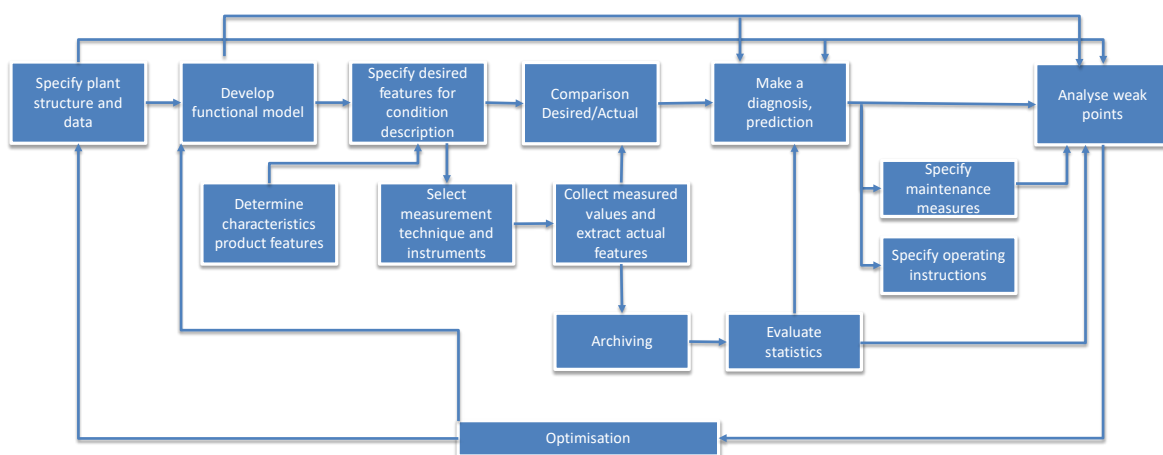 Specify plant
structure and
data
Develop
functional model
Specify desired
features for
condition
description
Comparison
Desired/Actual
Make a
diagnosis,
prediction
Analyse weak
points
Determine
characteristics
product features
Select
measurement
technique and
instruments
Collect measured
values and
extract actual
features
Specify
maintenance
measures
Specify operating
instructions
Archiving
Evaluate
statistics
Optimisation